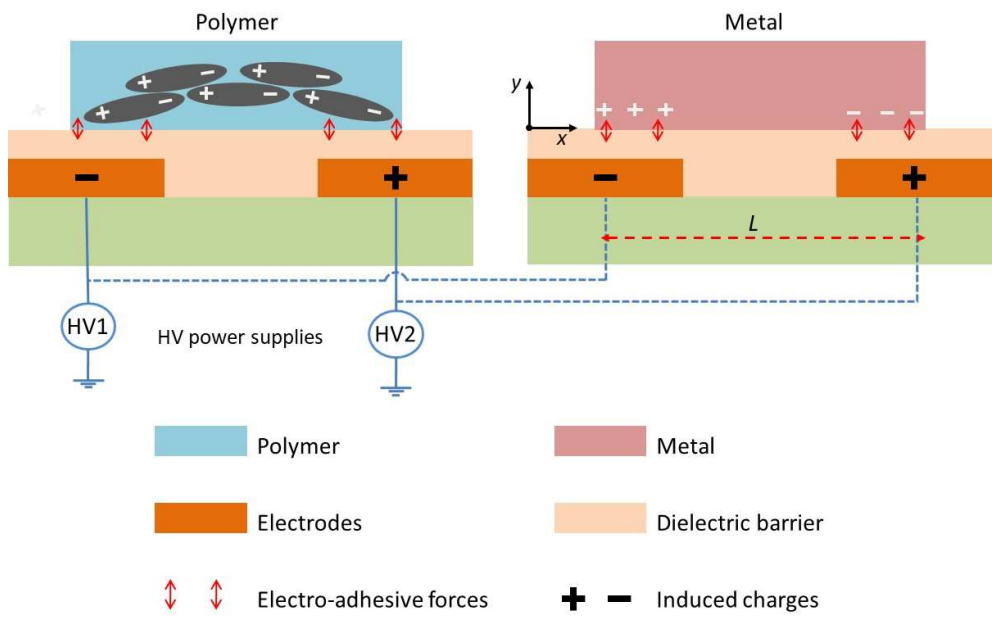 Polymer
Metal
+ - + - + - + - + -
+ + +
- - -
y
x
- +
- +
L
HV1
HV power supplies
HV2
Polymer
Metal
Electrodes
Dielectric barrier
Electro-adhesive forces
+ - Induced charges